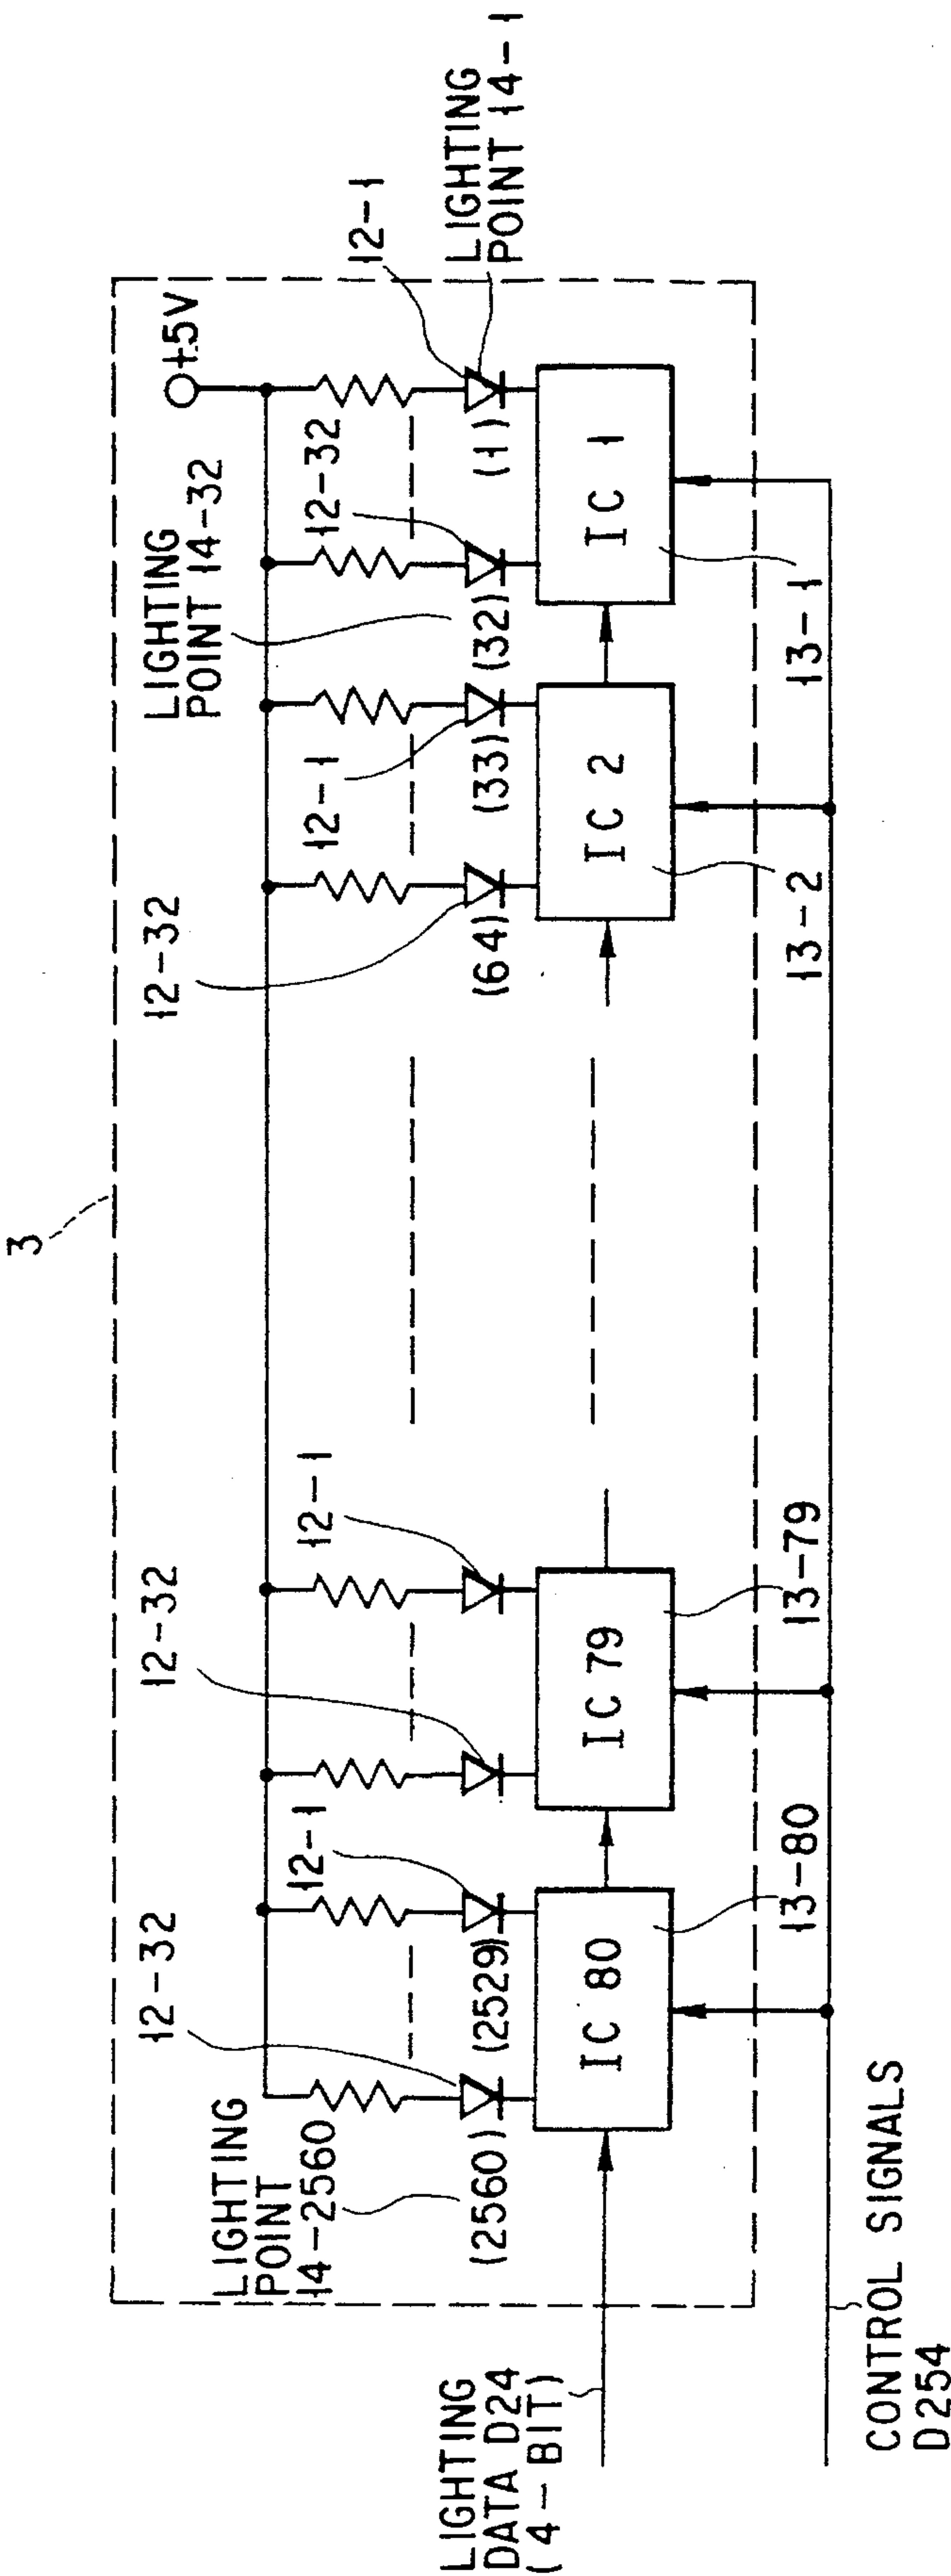 3
+5V
LIGHTING
POINT
14-2560
12-32
12-1
12-32
12-1
12-32
12-1
LIGHTING
POINT 14-32
12-32
12-1
LIGHTING
POINT 14-1
(2560)
(2529)
(64)
(33)
(32)
(1)
LIGHTING
DATA D24
(4-BIT)
IC 80
IC 79
IC 2
IC 1
13-80
13-79
13-2
13-1
CONTROL SIGNALS
D254